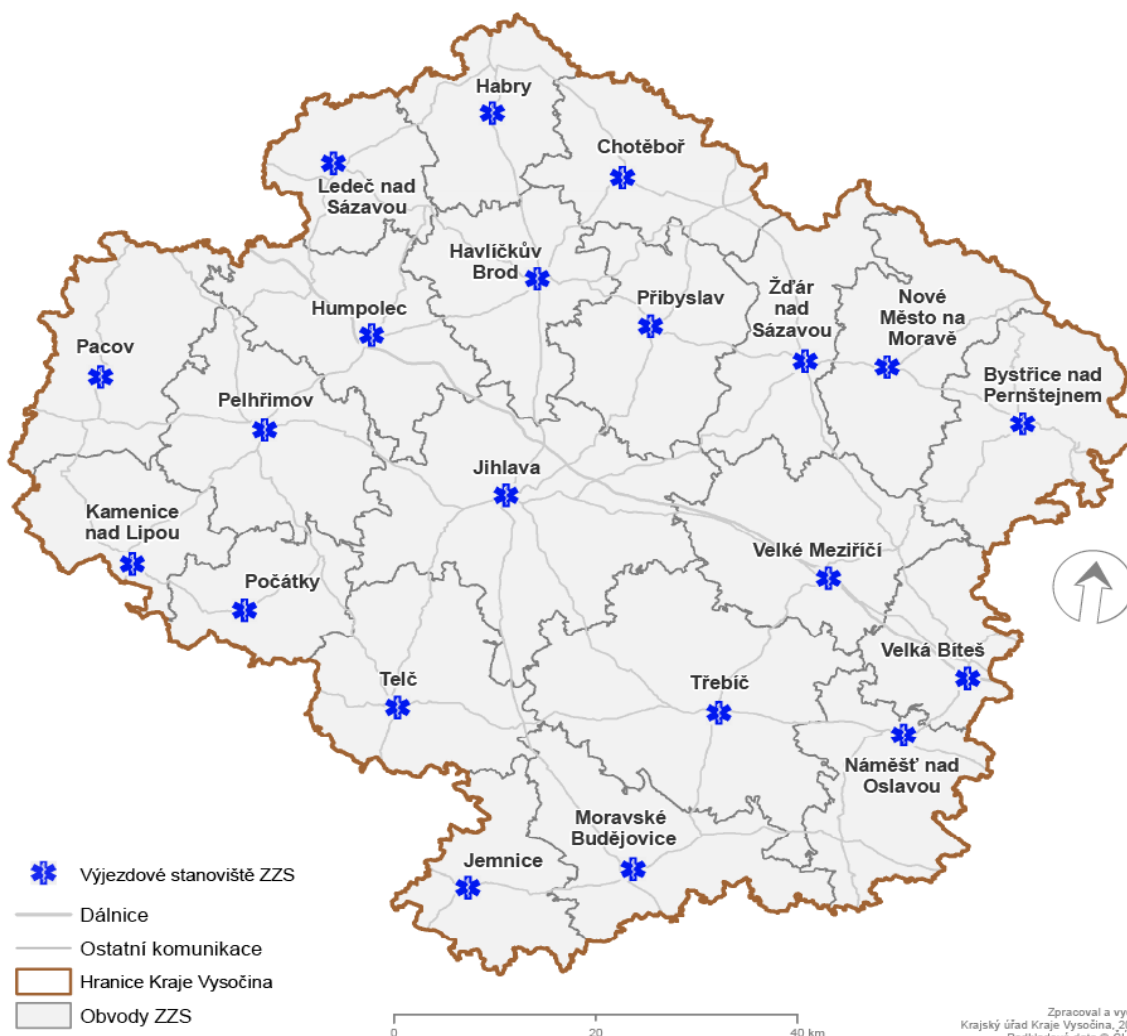 Habry
Chotěboř
Ledeč nad
Sázavou
Havlíčkův
Brod
Přibyslav
Žďár
nad
Sázavou
Nové
Město na
Moravě
Humpolec
Pacov
Bystřice nad
Pernštejnem
Pelhřimov
Jihlava
Kamenice
nad Lipou
Velké Meziříčí
Počátky
Velká Bíteš
Telč
Třebíč
Náměšť nad
Oslavou
Moravské
Budějovice
Jemnice
Výjezdové stanoviště ZZS
Dálnice
Ostatní komunikace
Hranice Kraje Vysočina
Obvody ZZS
0 20 40 km
Zpracoval a
Krajský úřad Kraje Vysočina,